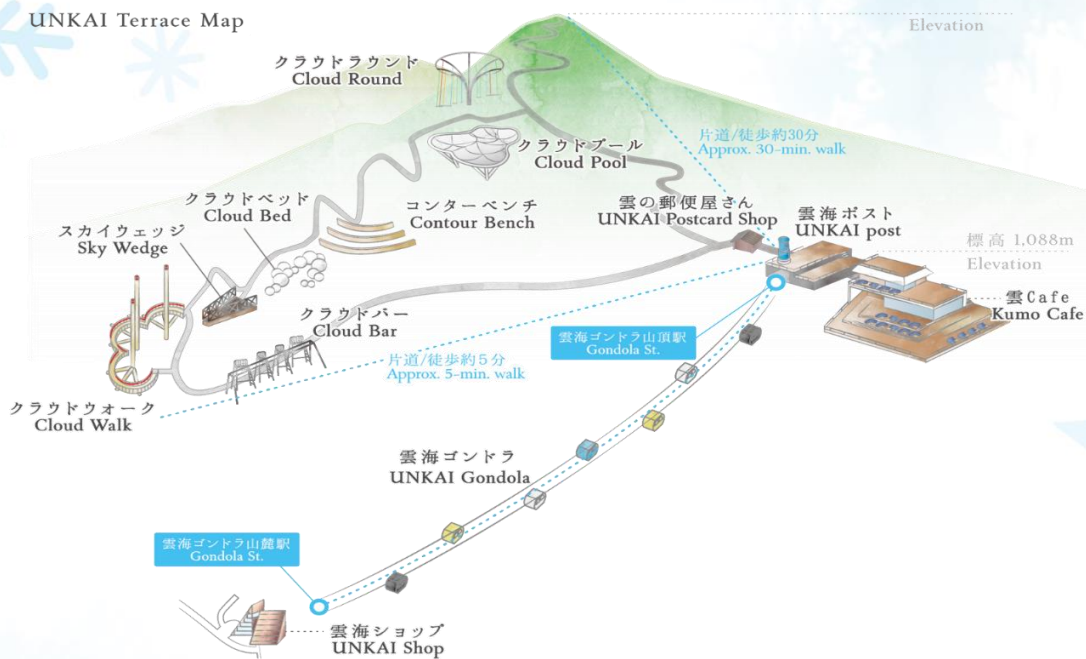 UNKAI Terrace Map
Elevation
クラウドラウンド
Cloud Round
クラウドプール
Cloud Pool
片道/徒歩約30分
Approx. 30-min. walk
クラウドベッド
Cloud Bed
コンターベンチ
Contour Bench
雲の郵便屋さん
UNKAI Postcard Shop
雲海ポスト
UNKAI post
スカイウェッジ
Sky Wedge
標高 1,088m
Elevation
雲Cafe
Kumo Cafe
クラウドバー
Cloud Bar
雲海ゴンドラ山頂駅
Gondola St.
片道/徒歩約5分
Approx. 5-min. walk
クラウドウォーク
Cloud Walk
雲海ゴンドラ
UNKAI Gondola
雲海ゴンドラ山麓駅
Gondola St.
雲海ショップ
UNKAI Shop